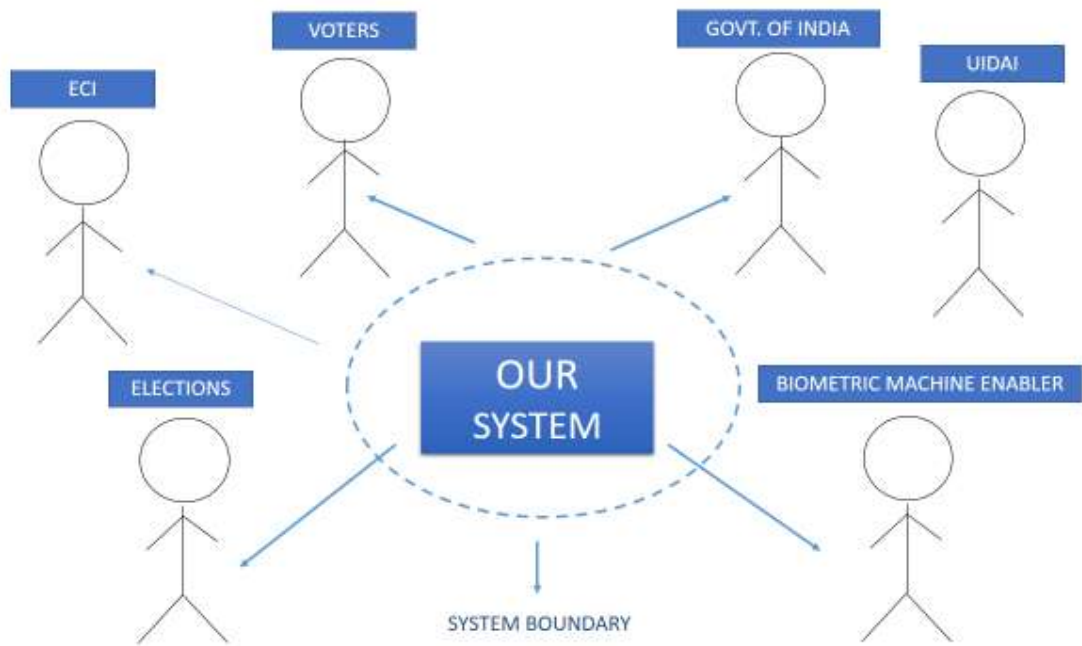 VOTERS
GOVT. OF INDIA
ECI
UIDAI
ELECTIONS
OUR
SYSTEM
BIOMETRIC MACHINE ENABLER
SYSTEM BOUNDARY